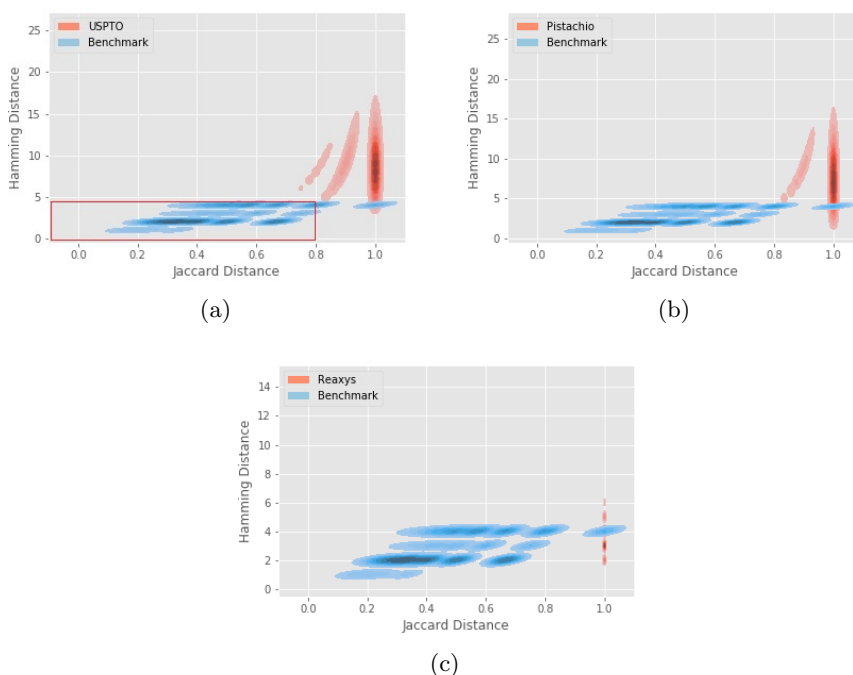 USPTO
Benchmark
25
20
15
10
5
0
Hamming Distance
0.0 0.2 0.4 0.6 0.8 1.0
Jaccard Distance
(a)
Pistachio
Benchmark
25
20
15
10
5
0
Hamming Distance
0.0 0.2 0.4 0.6 0.8 1.0
Jaccard Distance
(b)
Reaxys
Benchmark
14
12
10
8
6
4
2
0
Hamming Distance
0.0 0.2 0.4 0.6 0.8 1.0
Jaccard Distance
(c)